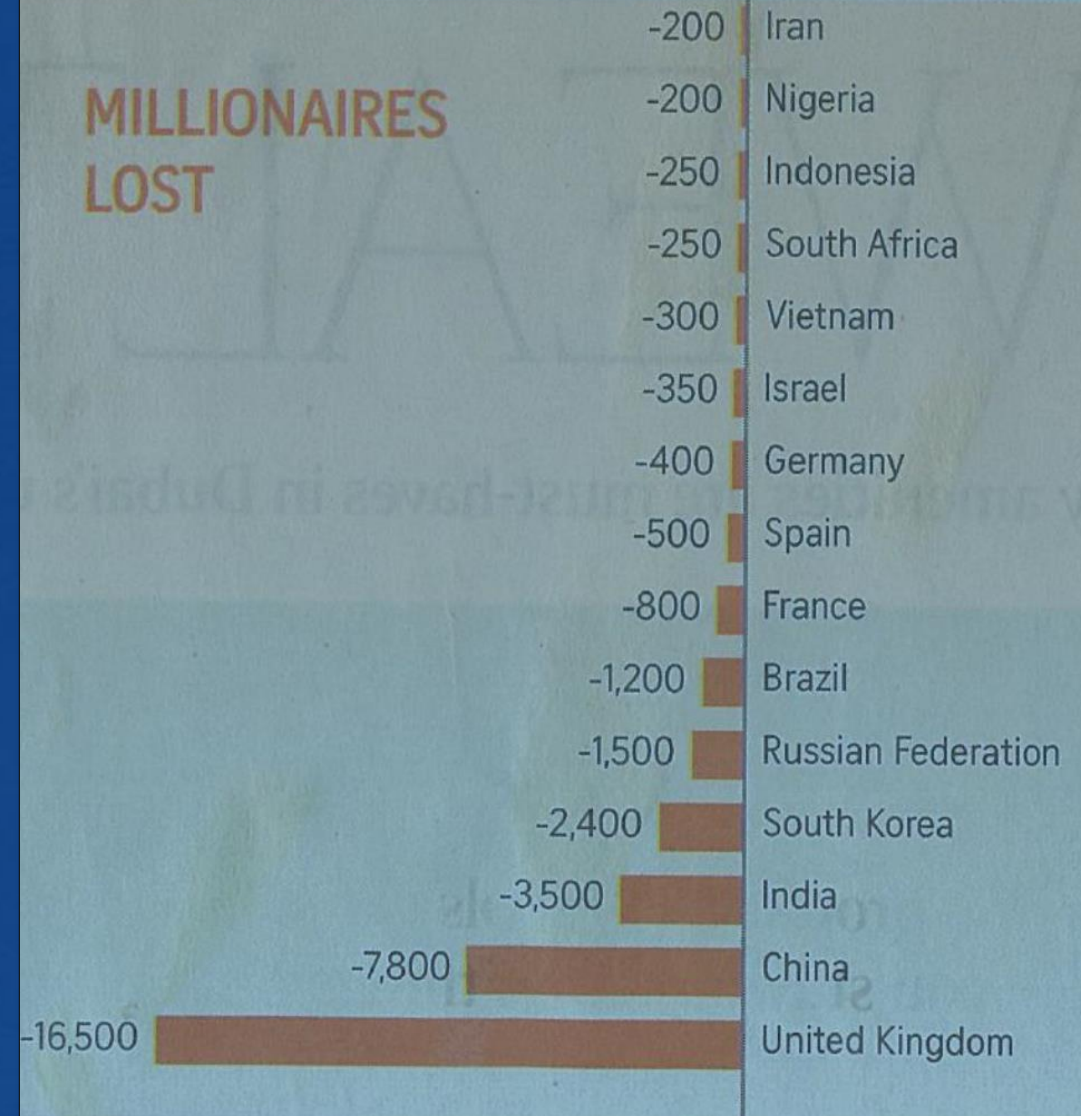 MILLIONAIRES
LOST
-200 Iran
-200 Nigeria
-250 Indonesia
-250 South Africa
-300 Vietnam
-350 Israel
-400 Germany
-500 Spain
-800 France
-1,200 Brazil
-1,500 Russian Federation
-2,400 South Korea
-3,500 India
-7,800 China
-16,500 United Kingdom